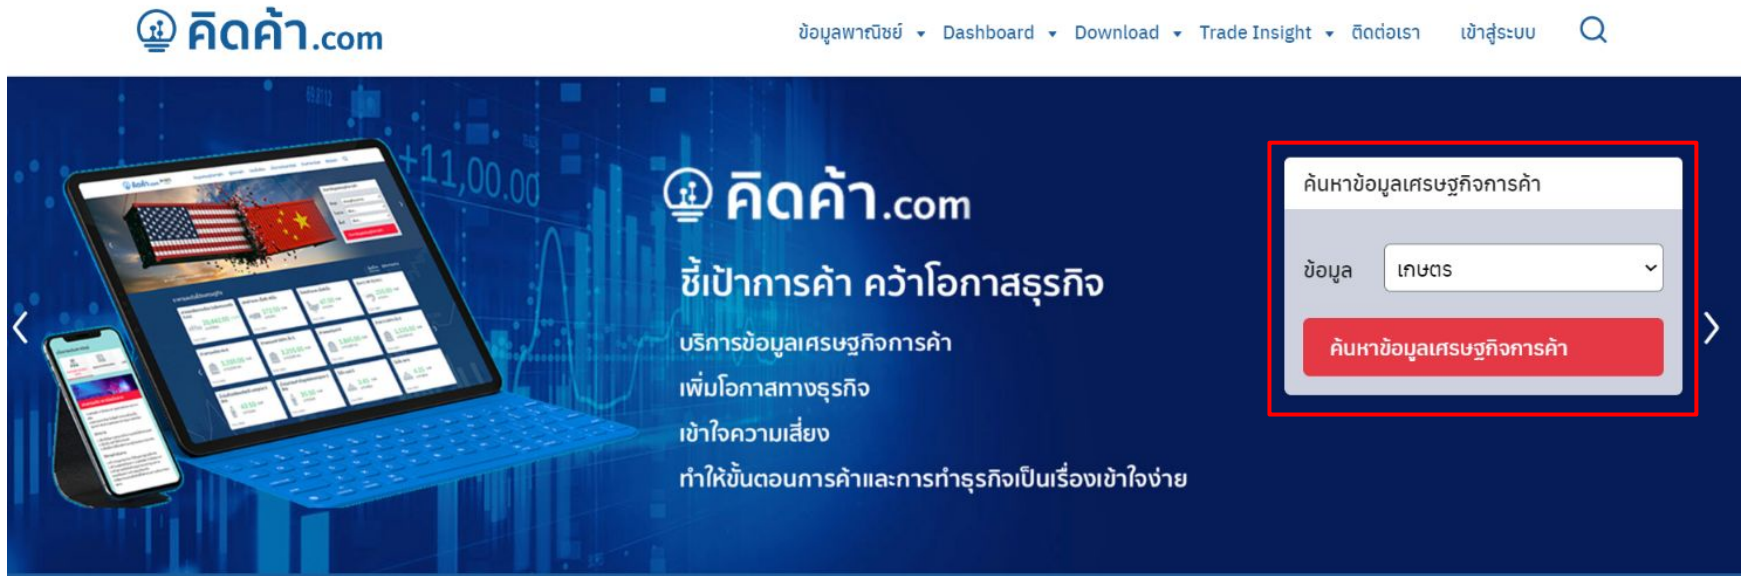 คิดค้า.com
ข้อมูลพาณิชย์ Dashboard Download Trade Insight ติดต่อเรา เข้าสู่ระบบ
+11,00.00
คิดค้า.com
ชี้เป้าการค้า คว้าโอกาสธุรกิจ
บริการข้อมูลเศรษฐกิจการค้า
เพิ่มโอกาสทางธุรกิจ
เข้าใจความเสี่ยง
ทำให้ขั้นตอนการค้าและการทำธุรกิจเป็นเรื่องเข้าใจง่าย
ค้นหาข้อมูลเศรษฐกิจการค้า
ข้อมูล เกษตร
ค้นหาข้อมูลเศรษฐกิจการค้า